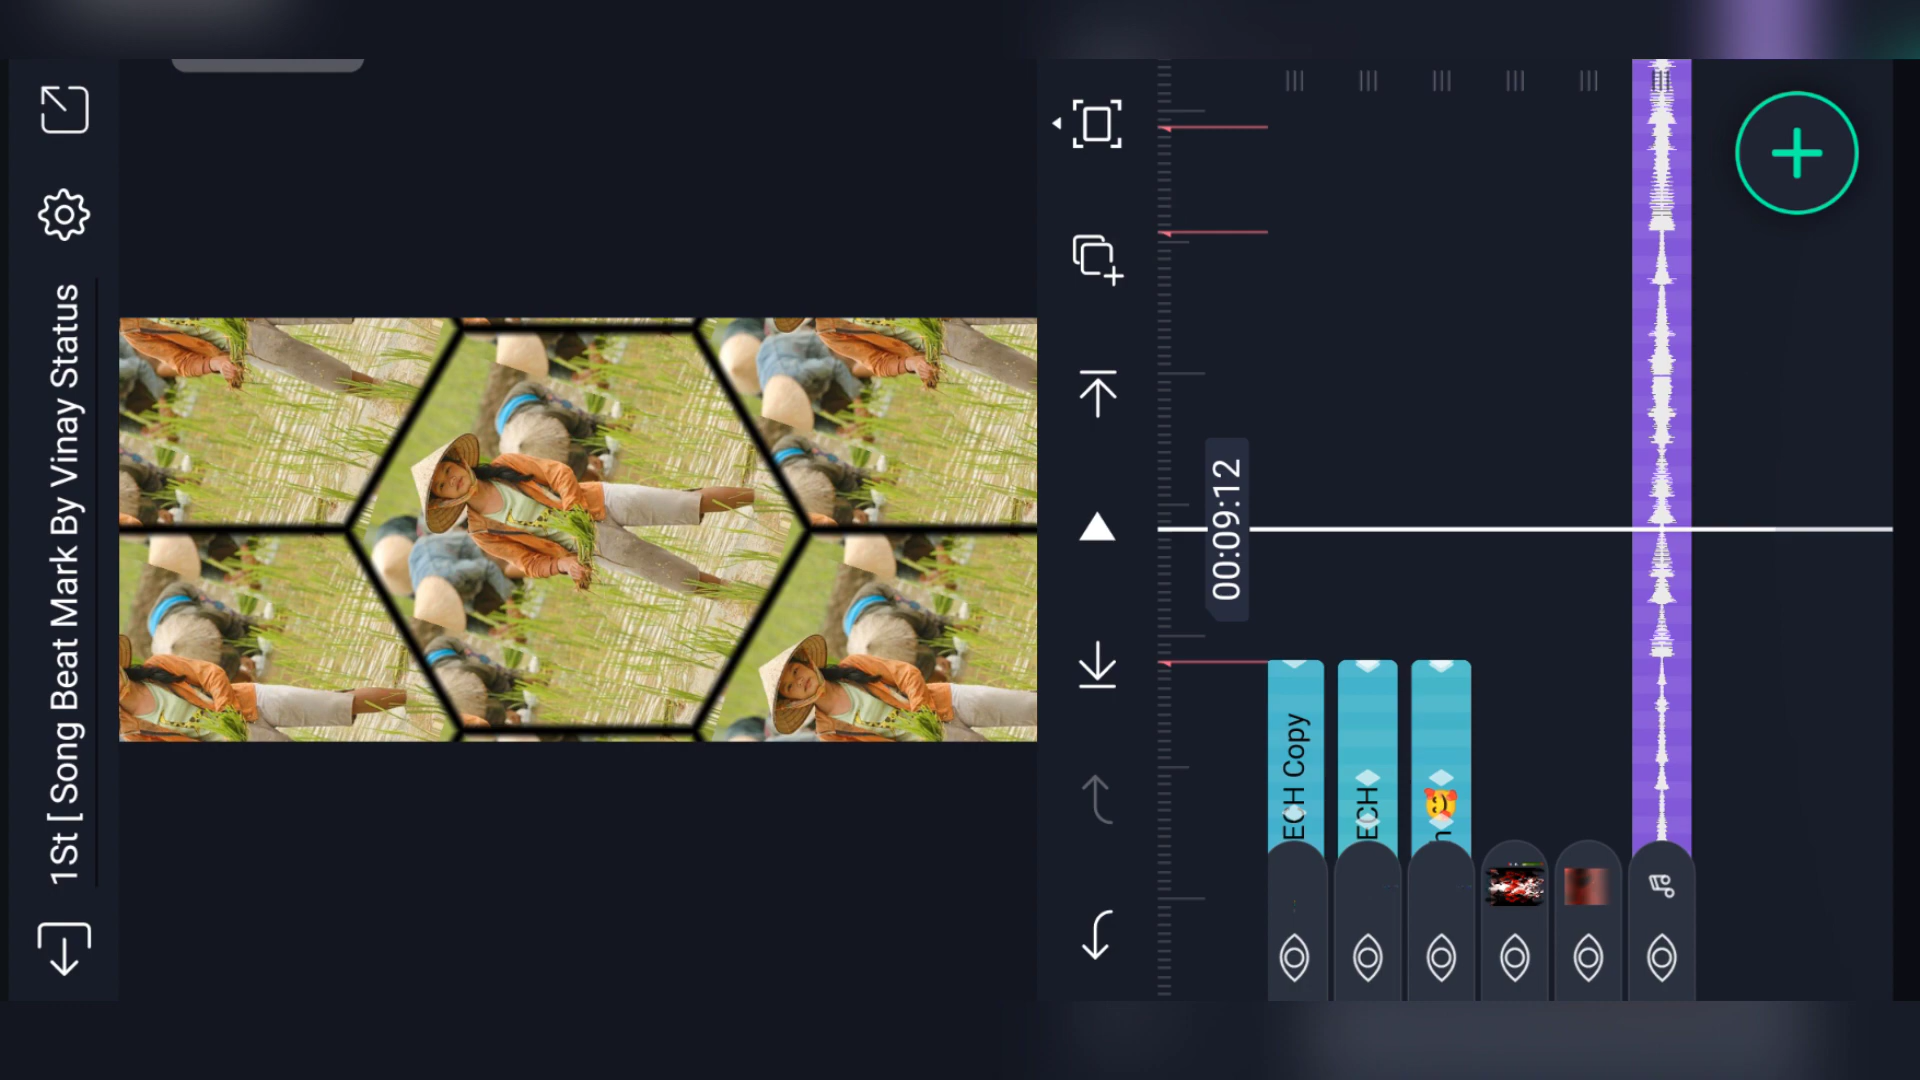 1St [ Song Beat Mark By Vinay Status
00:09:12
ECH Copy
ECH